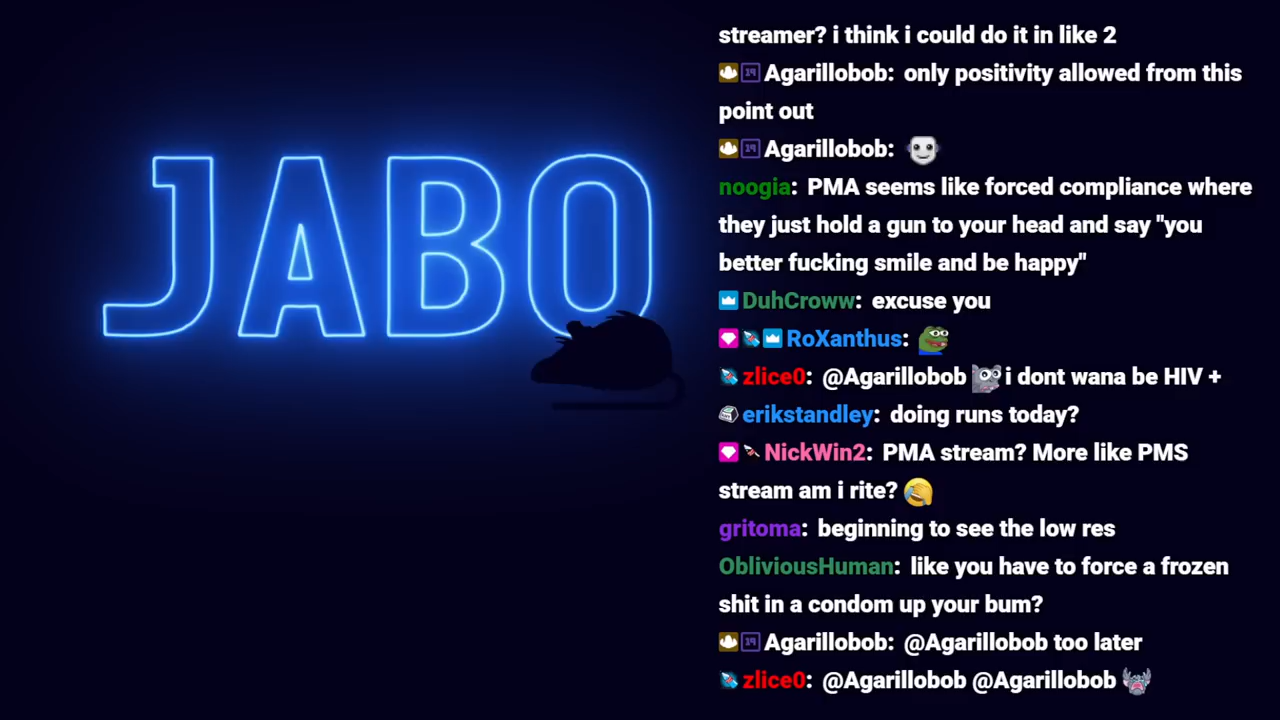 JABO
streamer? i think i could do it in like 2
Agarillobob: only positivity allowed from this
point out
Agarillobob:
noogia: PMA seems like forced compliance where
they just hold a gun to your head and say "you
better fucking smile and be happy"
DuhCroww: excuse you
RoXanthus:
zlice0: @Agarillobob i dont wana be HIV +
erikstandley: doing runs today?
NickWin2: PMA stream? More like PMS
stream am i rite?
gritoma: beginning to see the low res
ObliviousHuman: like you have to force a frozen
shit in a condom up your bum?
Agarillobob: @Agarillobob too later
zlice0: @Agarillobob @Agarillobob